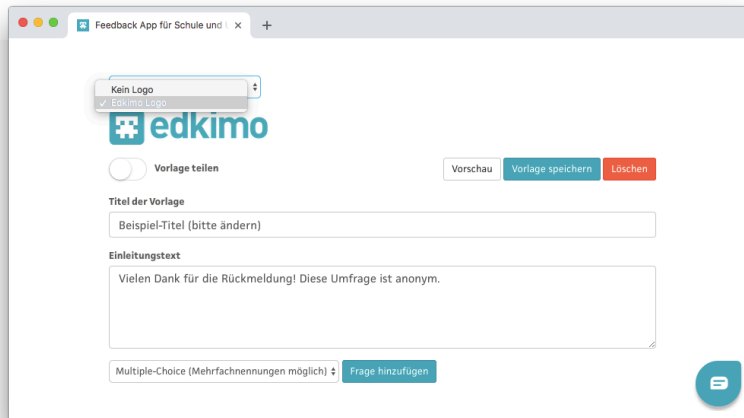 Feedback App für Schule und
Kein Logo
✓ Edkimo Logo
edkimo
Vorlage teilen
Vorschau
Vorlage speichern
Löschen
Titel der Vorlage
Beispiel-Titel (bitte ändern)
Einleitungstext
Vielen Dank für die Rückmeldung! Diese Umfrage ist anonym.
Multiple-Choice (Mehrfachnennungen möglich)
Frage hinzufügen